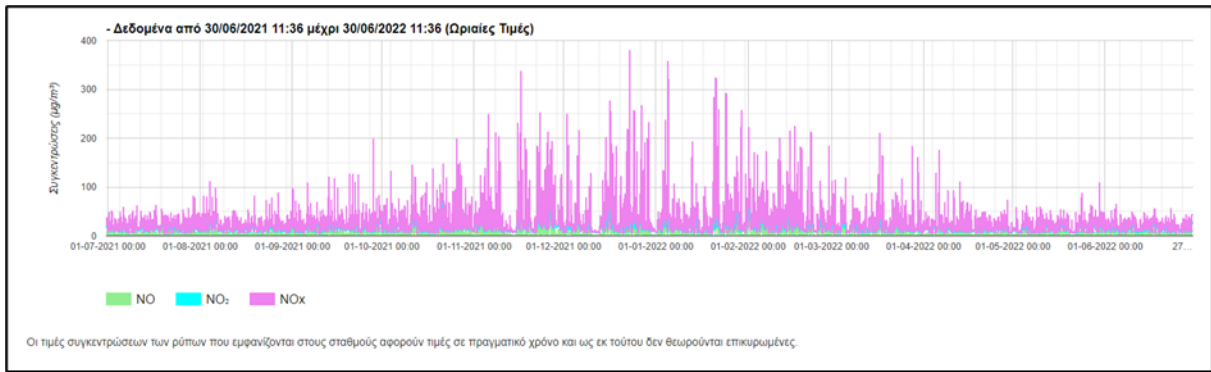 - Δεδομένα από 30/06/2021 11:36 μέχρι 30/06/2022 11:36 (Ωριαίες Τιμές)
Συγκεντρώσεις (μg/m³)
400
300
200
100
0
01-07-2021 00:00 01-08-2021 00:00 01-09-2021 00:00 01-10-2021 00:00 01-11-2021 00:00 01-12-2021 00:00 01-01-2022 00:00 01-02-2022 00:00 01-03-2022 00:00 01-04-2022 00:00 01-05-2022 00:00 01-06-2022 00:00 27...
NO NO₂ NOx
Οι τιμές συγκεντρώσεων των ρύπων που εμφανίζονται στους σταθμούς αφορούν τιμές σε πραγματικό χρόνο και ως εκ τούτου δεν θεωρούνται επικυρωμένες.